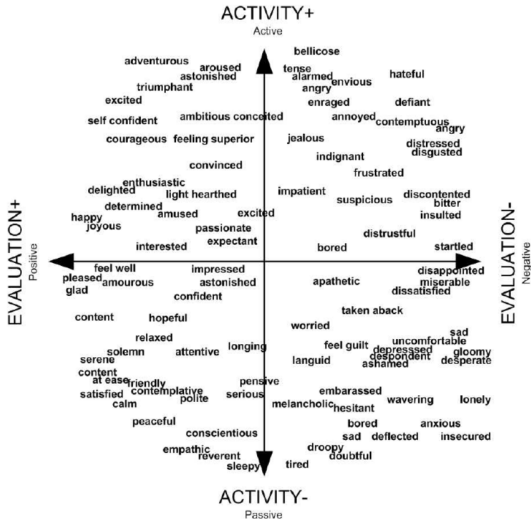 ACTIVITY+
Active
bellicose
adventurous
aroused
tense
astonished
alarmed
hateful
triumphant
envious
angry
excited
enraged
defiant
self confident
ambitious
conceited
annoyed
contemptuous
angry
courageous
feeling superior
jealous
distressed
disgusted
indignant
convinced
frustrated
enthusiastic
delighted
light hearthed
impatient
suspicious
discontented
bitter
determined
happy
amused
excited
insulted
joyous
passionate
distrustful
expectant
interested
bored
startled
EVALUATION+
Positive
EVALUATION-
Negative
feel well
impressed
disappointed
pleased
amourous
astonished
apathetic
miserable
glad
confident
dissatisfied
taken aback
content
hopeful
worried
sad
relaxed
uncomfortable
longing
feel guilt
depresssed
gloomy
solemn
attentive
despondent
serene
languid
ashamed
desperate
content
at ease
friendly
pensive
satisfied
contemplative
serious
embarassed
calm
polite
melancholic
wavering
lonely
hesitant
peaceful
bored
anxious
conscientious
sad
deflected
insecured
empathic
droopy
reverent
doubtful
sleepy
tired
ACTIVITY-
Passive